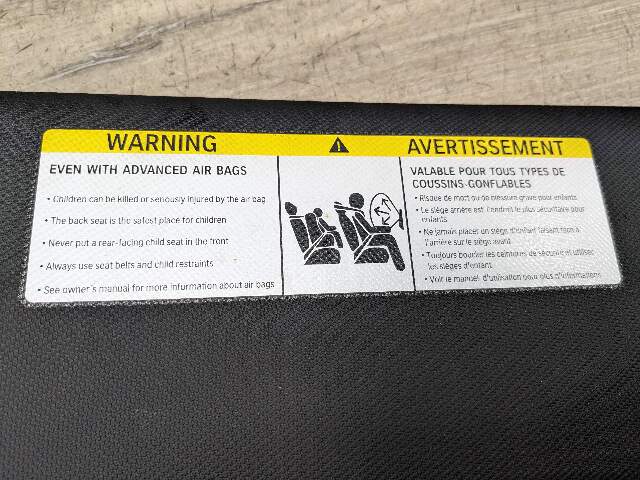 WARNING
EVEN WITH ADVANCED AIR BAGS
• Children can be killed or seriously injured by the air bag
• The back seat is the safest place for children
• Never put a rear-facing child seat in the front
• Always use seat belts and child restraints
• See owner's manual for more information about air bags
AVERTISSEMENT
VALABLE POUR TOUS TYPES DE
COUSSINS-GONFLABLES
• Risque de mort ou de blessure grave pour enfants
• Le siège arrière est l'endroit le plus sécuritaire pour
enfants
• Ne jamais placer un siège d'enfant faisant face à
l'arrière sur le siège avant
• Toujours boucler les ceintures de sécurité et utiliser
les sièges d'enfant
• Voir le manuel d'utilisation pour plus d'informations